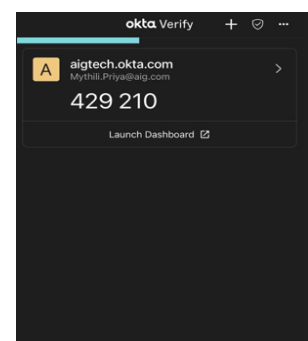 okta Verify
A
aigtech.okta.com
Mythili.Priya@aig.com
429 210
Launch Dashboard